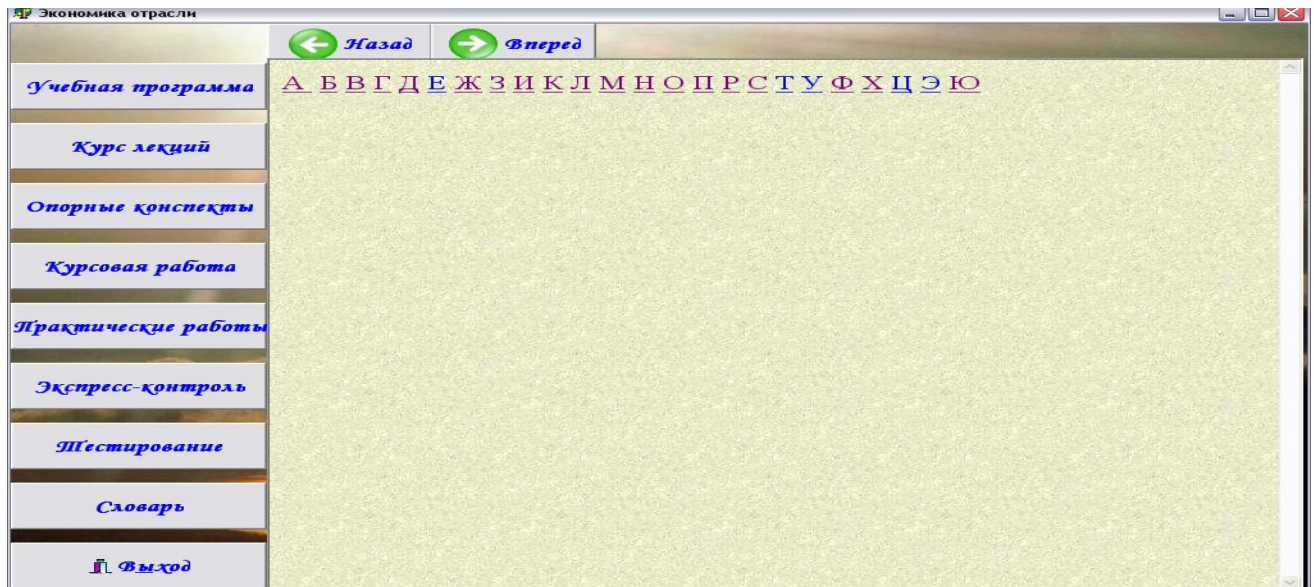 Экономика отрасли
Назад Вперед
А Б В Г Д Е Ж З И К Л М Н О П Р С Т У Ф Х Ц Э Ю
Учебная программа
Курс лекций
Опорные конспекты
Курсовая работа
Практические работы
Экспресс-контроль
Тестирование
Словарь
Выход